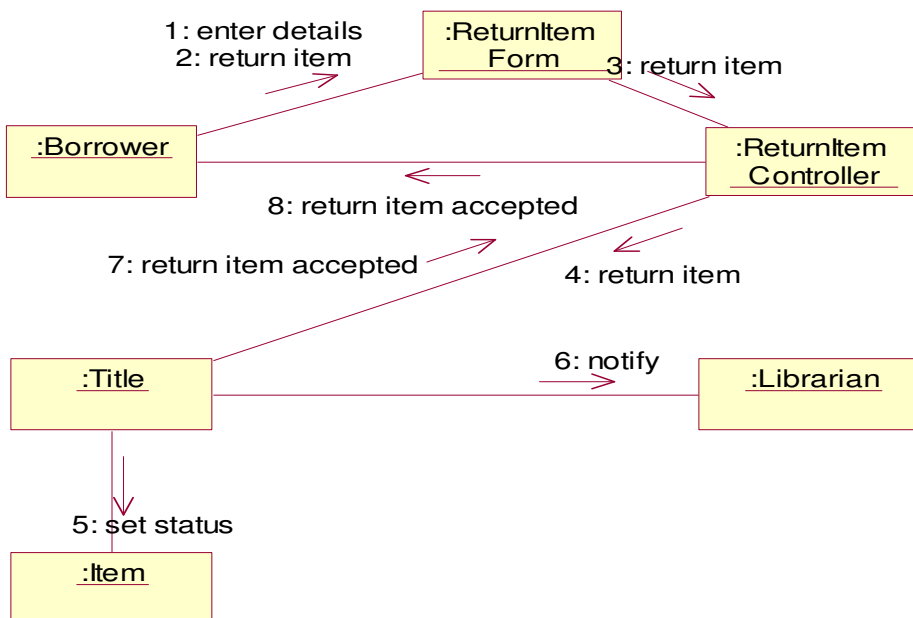 1: enter details
2: return item
:ReturnItem
Form
3: return item
:Borrower
:ReturnItem
Controller
8: return item accepted
7: return item accepted
4: return item
:Title
6: notify
:Librarian
5: set status
:Item